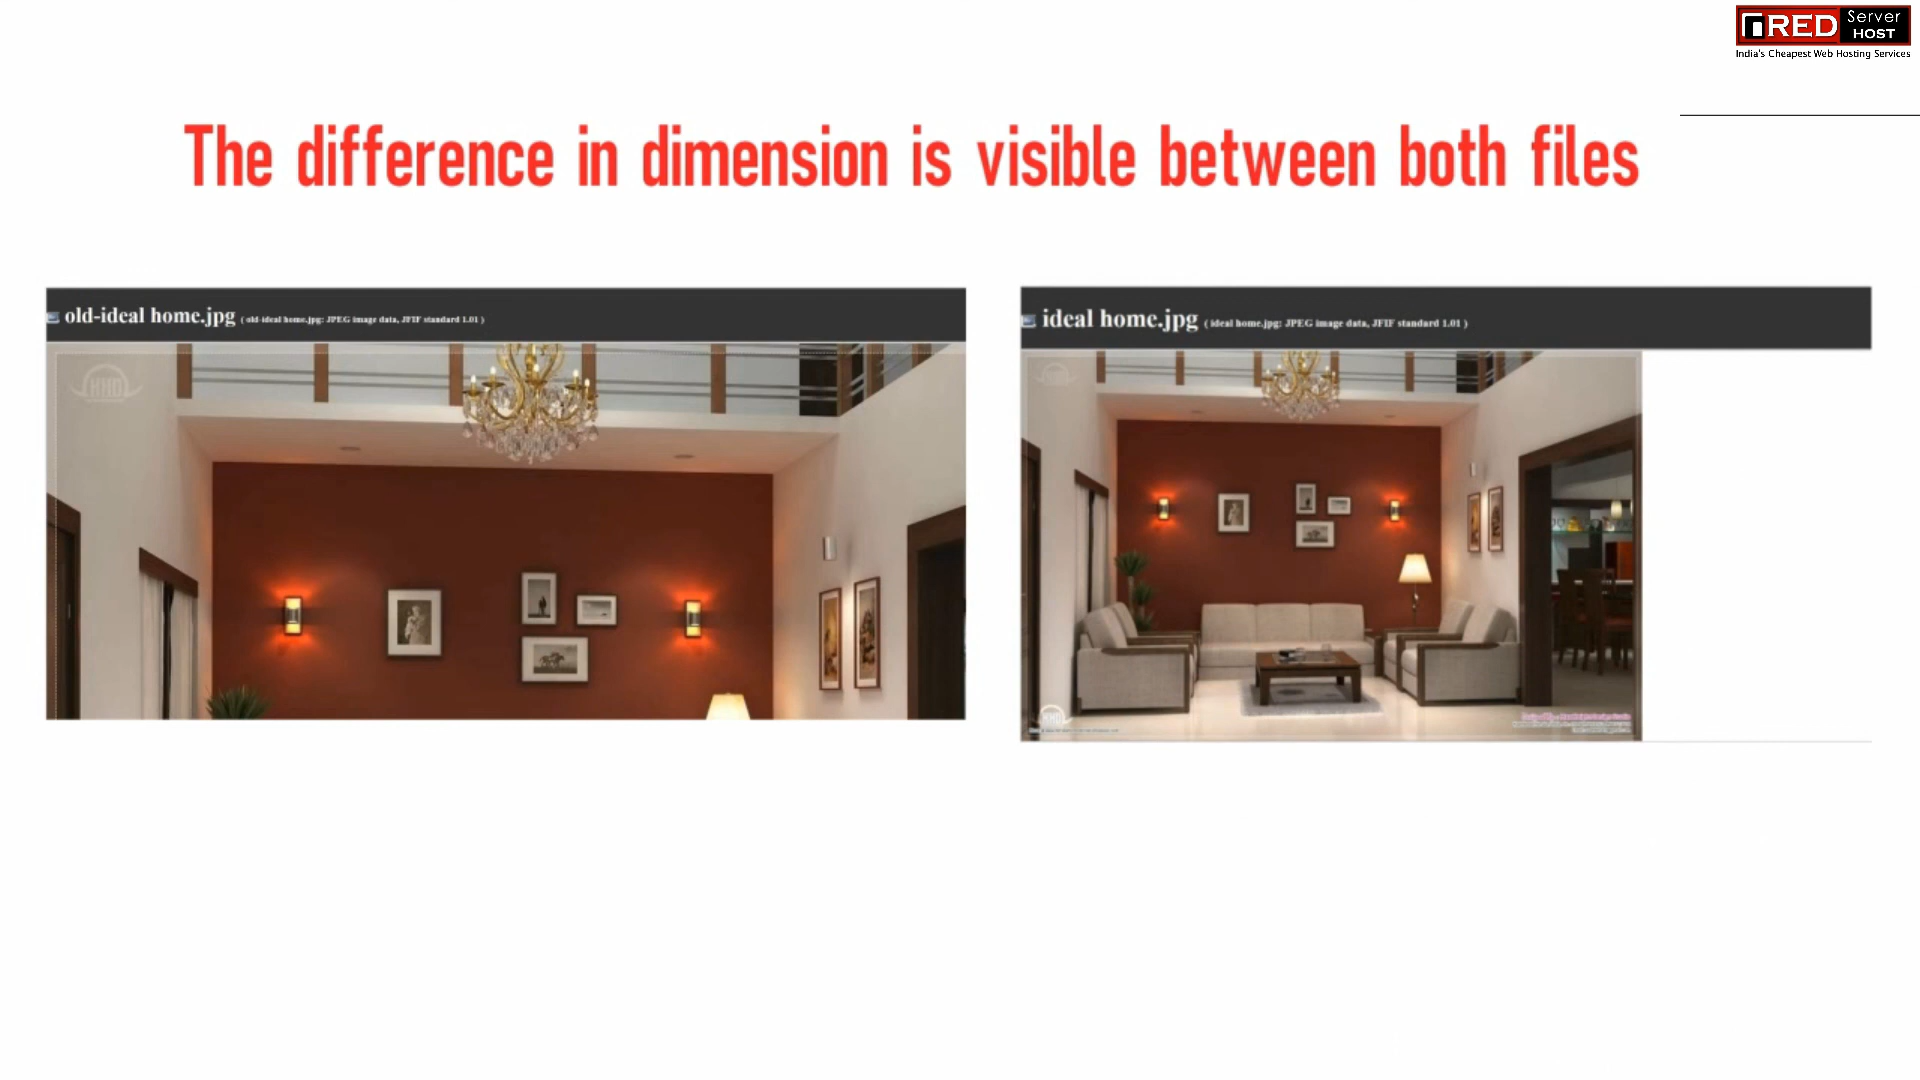 RED Server
HOST
India's Cheapest Web Hosting Services
The difference in dimension is visible between both files
old-ideal home.jpg ( old-ideal home.jpg: JPEG image data, JFIF standard 1.01 )
ideal home.jpg ( ideal home.jpg: JPEG image data, JFIF standard 1.01 )
KHD